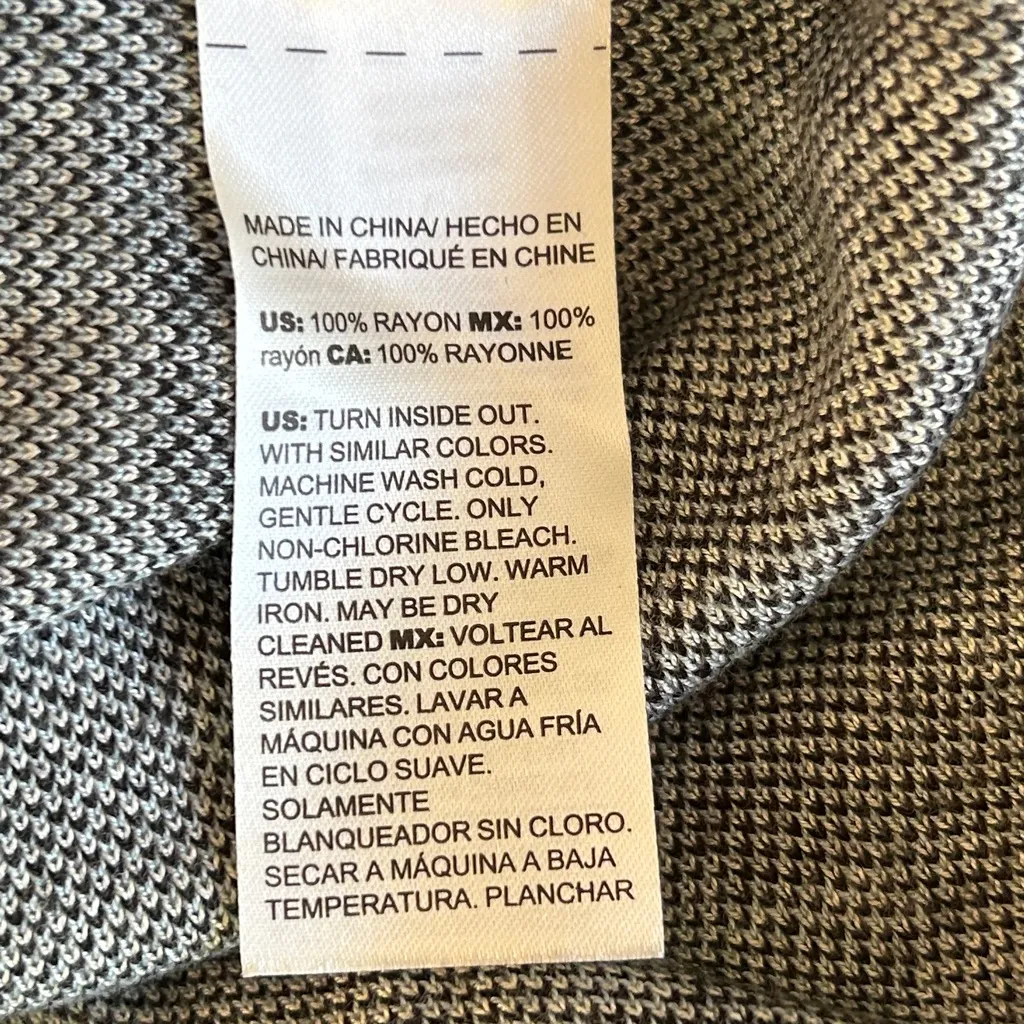 MADE IN CHINA/ HECHO EN
CHINA/ FABRIQUÉ EN CHINE
US: 100% RAYON MX: 100%
rayón CA: 100% RAYONNE
US: TURN INSIDE OUT.
WITH SIMILAR COLORS.
MACHINE WASH COLD,
GENTLE CYCLE. ONLY
NON-CHLORINE BLEACH.
TUMBLE DRY LOW. WARM
IRON. MAY BE DRY
CLEANED MX: VOLTEAR AL
REVÉS. CON COLORES
SIMILARES. LAVAR A
MÁQUINA CON AGUA FRÍA
EN CICLO SUAVE.
SOLAMENTE
BLANQUEADOR SIN CLORO.
SECAR A MÁQUINA A BAJA
TEMPERATURA. PLANCHAR